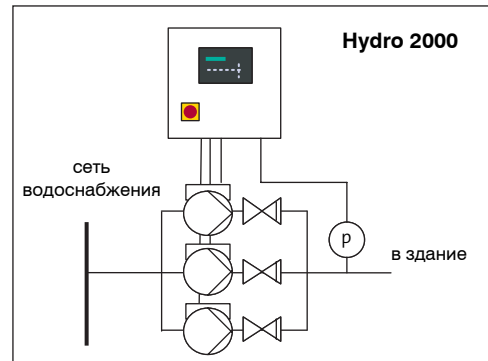 Hydro 2000
сеть
водоснабжения
p
в здание